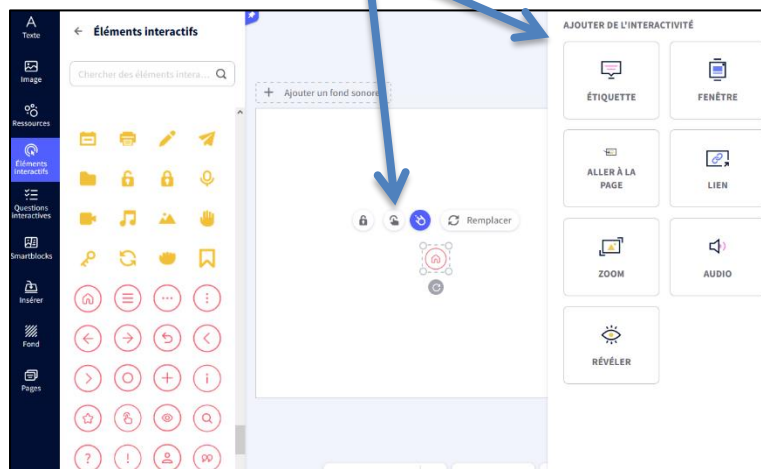 A
Texte
Image
Ressources
Éléments
interactifs
Questions
interactives
Smartblocks
Insérer
Fond
Pages
← Éléments interactifs
Chercher des éléments intera...
+ Ajouter un fond sonore
Remplacer
AJOUTER DE L'INTERACTIVITÉ
ÉTIQUETTE
FENÊTRE
ALLER À LA
PAGE
LIEN
ZOOM
AUDIO
RÉVÉLER